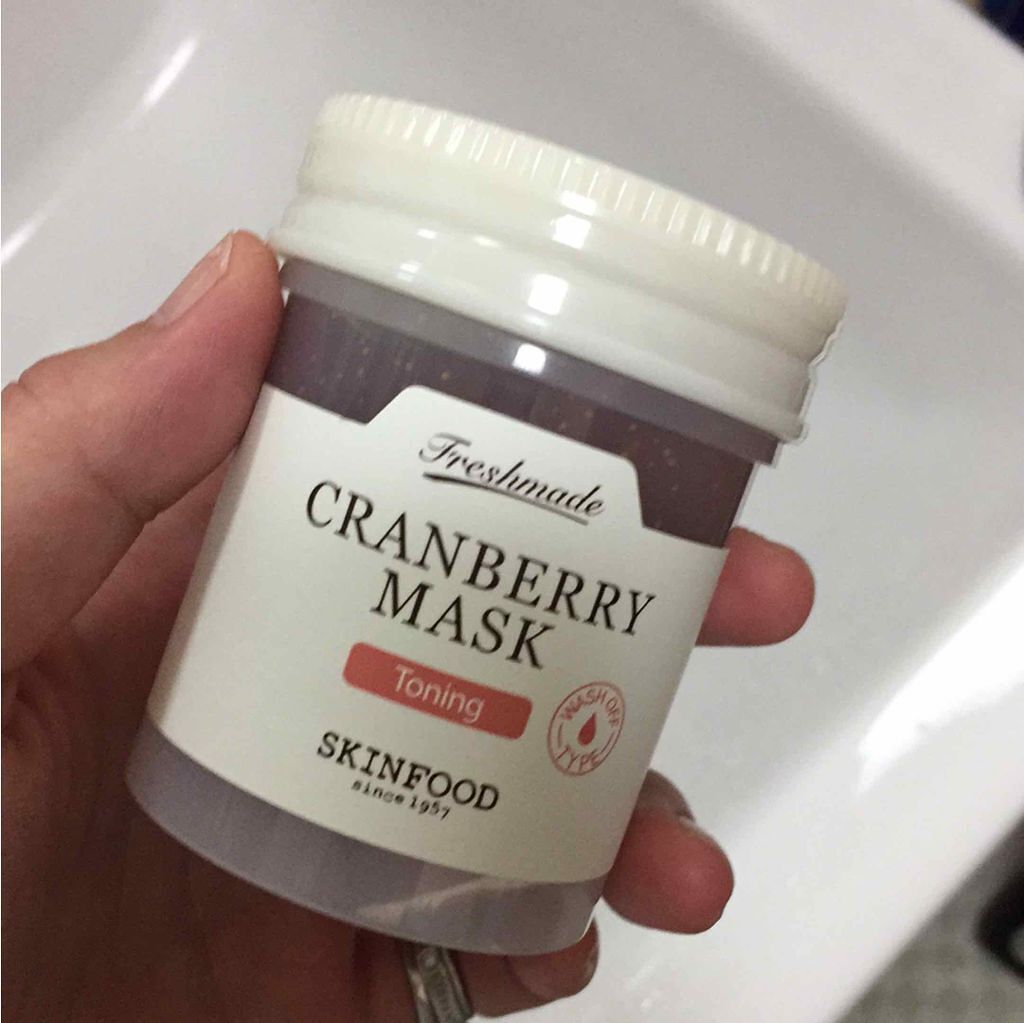 Freshmade
CRANBERRY
MASK
Toning
WASH OFF
TYPE
SKINFOOD
since 1957